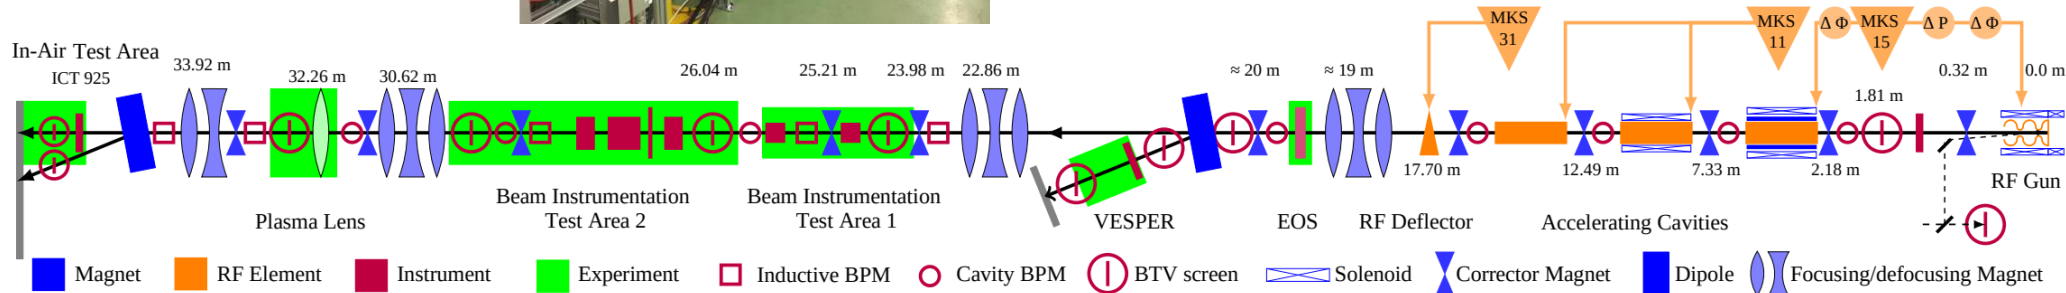 MKS
31
MKS
11
Δ Φ
MKS
15
Δ P
Δ Φ
In-Air Test Area
ICT 925
33.92 m
32.26 m
30.62 m
26.04 m
25.21 m
23.98 m
22.86 m
≈ 20 m
≈ 19 m
1.81 m
0.32 m
0.0 m
17.70 m
12.49 m
7.33 m
2.18 m
RF Gun
Plasma Lens
Beam Instrumentation
Test Area 2
Beam Instrumentation
Test Area 1
VESPER
EOS
RF Deflector
Accelerating Cavities
Magnet
RF Element
Instrument
Experiment
Inductive BPM
Cavity BPM
BTV screen
Solenoid
Corrector Magnet
Dipole
Focusing/defocusing Magnet